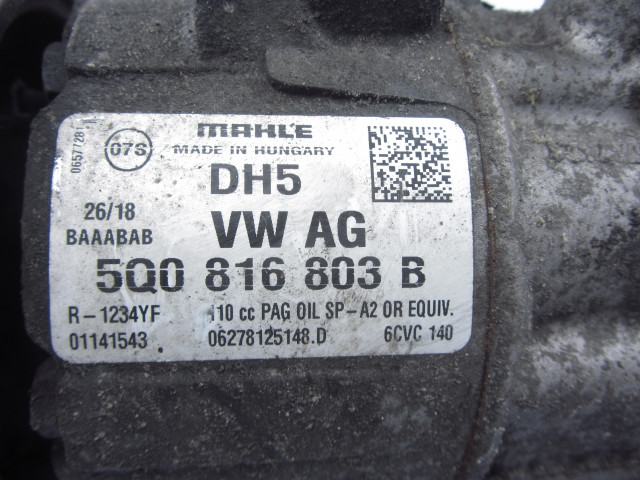 0657728
07S
MAHLE
MADE IN HUNGARY
DH5
26/18
BAAABAB
VW AG
5Q0 816 803 B
R-1234YF 110 cc PAG OIL SP-A2 OR EQUIV.
01141543 06278125148.D 6CVC 140